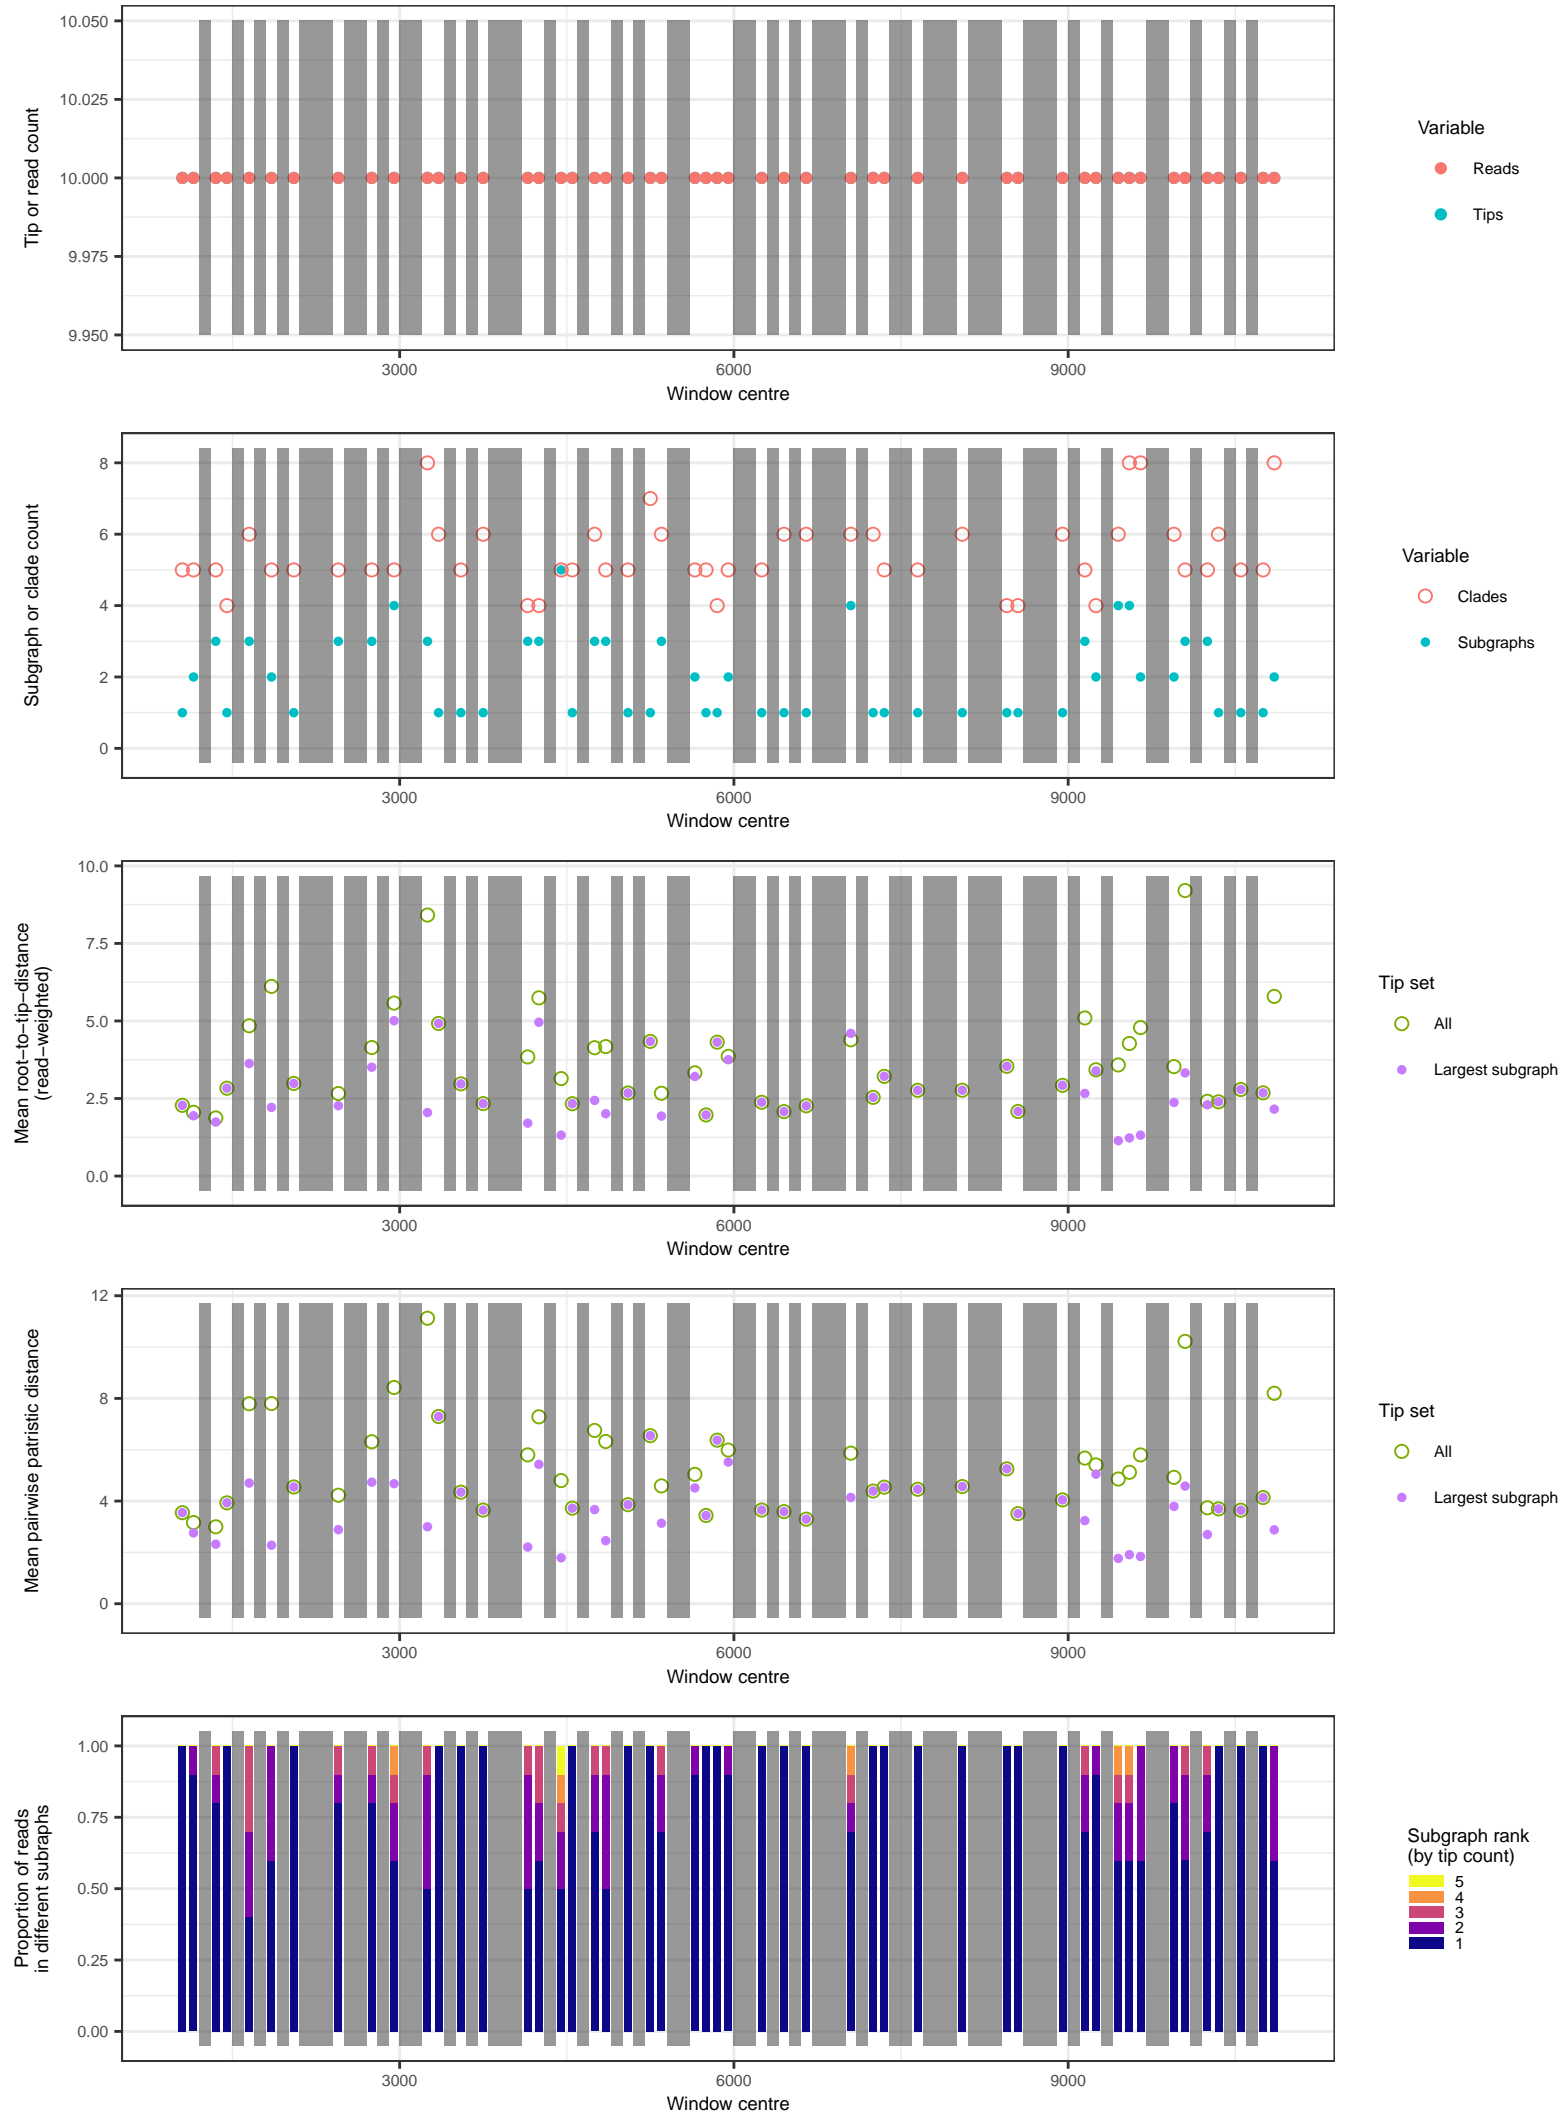 10.050
10.025
10.000
9.975
9.950
Tip or read count
3000 6000 9000
Window centre
Variable
Reads
Tips
8
6
4
2
0
Subgraph or clade count
3000 6000 9000
Window centre
Variable
Clades
Subgraphs
10.0
7.5
5.0
2.5
0.0
Mean root−to−tip−distance
(read−weighted)
3000 6000 9000
Window centre
Tip set
All
Largest subgraph
12
8
4
0
Mean pairwise patristic distance
3000 6000 9000
Window centre
Tip set
All
Largest subgraph
1.00
0.75
0.50
0.25
0.00
Proportion of reads
in different subraphs
3000 6000 9000
Window centre
Subgraph rank
(by tip count)
5
4
3
2
1